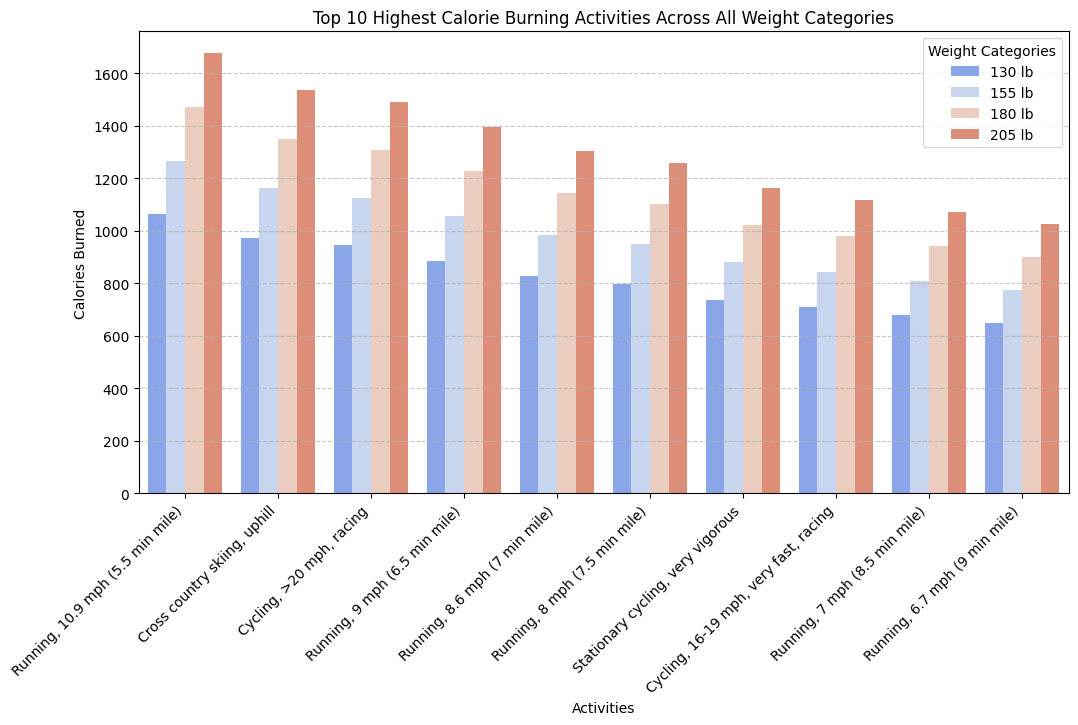 Top 10 Highest Calorie Burning Activities Across All Weight Categories
Calories Burned
1600
1400
1200
1000
800
600
400
200
0
Weight Categories
130 lb
155 lb
180 lb
205 lb
Running, 10.9 mph (5.5 min mile)
Cross country skiing, uphill
Cycling, >20 mph, racing
Running, 9 mph (6.5 min mile)
Running, 8.6 mph (7 min mile)
Running, 8 mph (7.5 min mile)
Stationary cycling, very vigorous
Cycling, 16-19 mph, very fast, racing
Running, 7 mph (8.5 min mile)
Running, 6.7 mph (9 min mile)
Activities